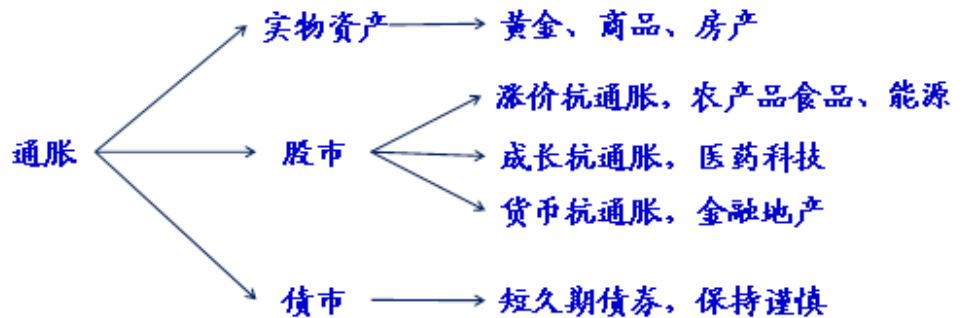 实物资产
黄金、商品、房产
涨价抗通胀，农产品食品、能源
通胀
股市
成长抗通胀，医药科技
货币抗通胀，金融地产
债市
短久期债券，保持谨慎